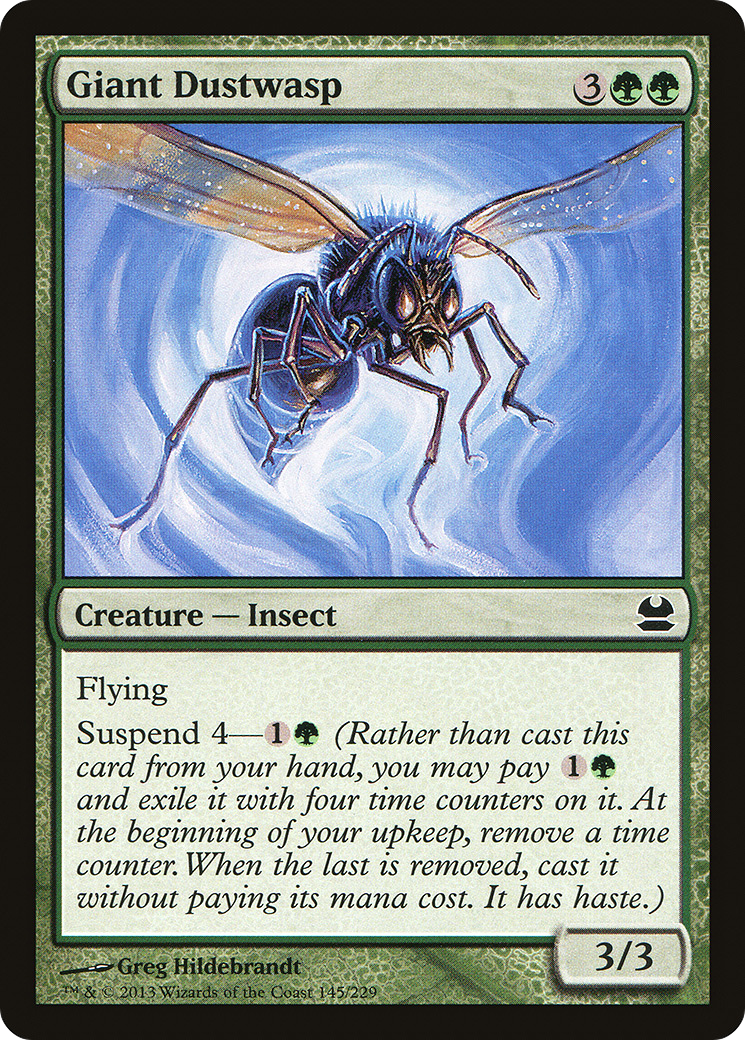 Giant Dustwasp 3
Creature — Insect
Flying
Suspend 4—1 (Rather than cast this
card from your hand, you may pay 1
and exile it with four time counters on it. At
the beginning of your upkeep, remove a time
counter. When the last is removed, cast it
without paying its mana cost. It has haste.)
3/3
Greg Hildebrandt
™ & © 2013 Wizards of the Coast 145/229